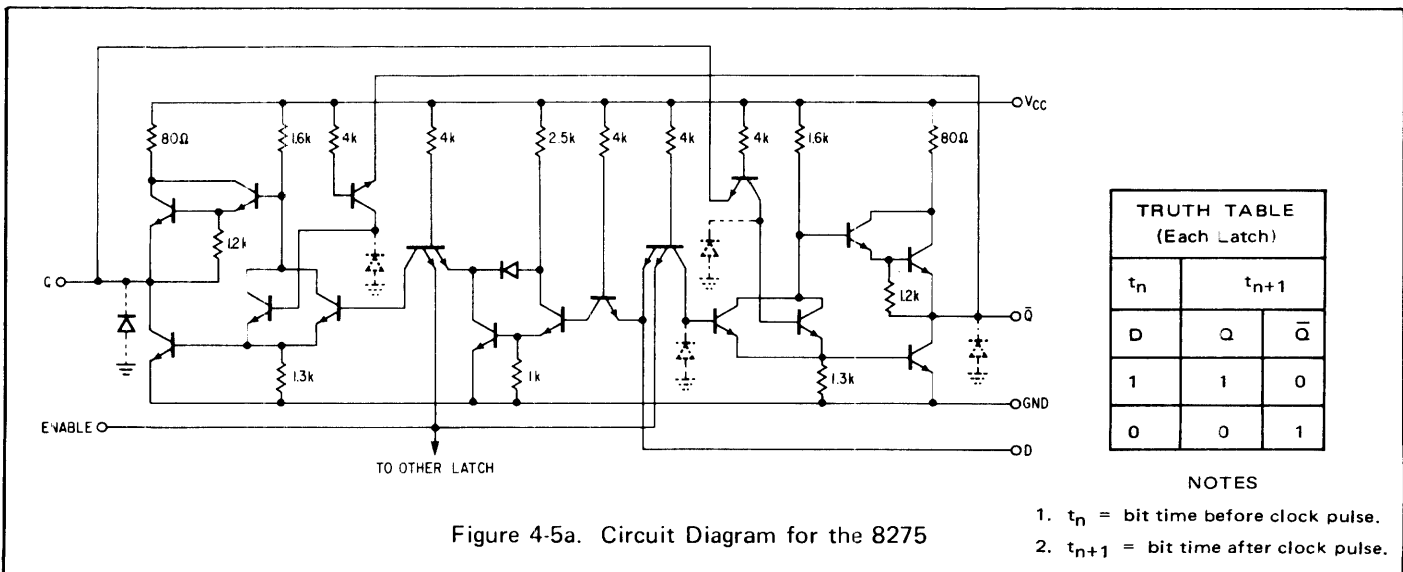 VCC
80Ω
1.6k
4k
4k
2.5k
4k
4k
4k
1.6k
80Ω
1.2k
1.2k
Q
Q̅
1.3k
1k
1.3k
GND
ENABLE
D
TO OTHER LATCH
Figure 4-5a. Circuit Diagram for the 8275
TRUTH TABLE
(Each Latch)
tn tn+1
D Q Q̅
1 1 0
0 0 1
NOTES
1. tn = bit time before clock pulse.
2. tn+1 = bit time after clock pulse.